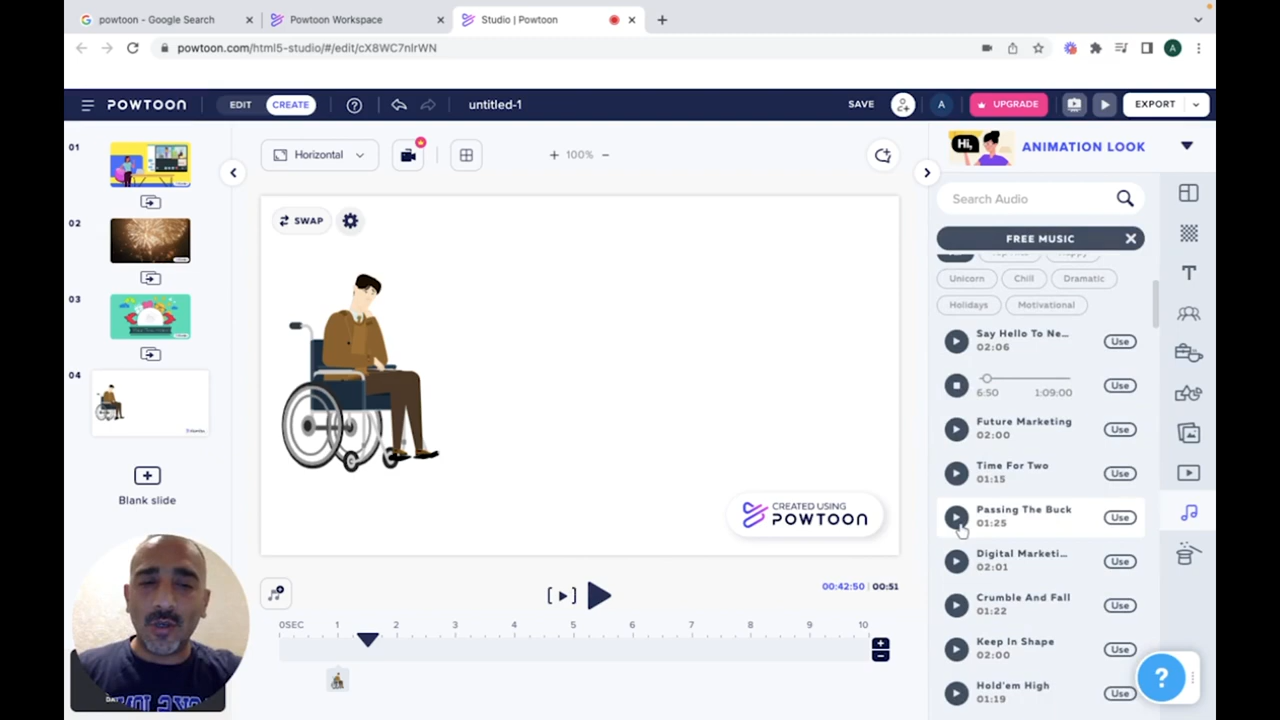 powtoon - Google Search
Powtoon Workspace
Studio | Powtoon
powtoon.com/html5-studio/#/edit/cX8WC7nlrWN
A
POWTOON
EDIT
CREATE
untitled-1
SAVE
A
UPGRADE
EXPORT
01
02
03
04
Blank slide
Horizontal
100%
SWAP
CREATED USING
POWTOON
00:42:50 | 00:51
0SEC 1 2 3 4 5 6 7 8 9 10
Hi,
ANIMATION LOOK
Search Audio
FREE MUSIC
Unicorn
Chill
Dramatic
Holidays
Motivational
Say Hello To Ne...
02:06
Use
6:50
1:09:00
Use
Future Marketing
02:00
Use
Time For Two
01:15
Use
Passing The Buck
01:25
Use
Digital Marketi...
02:01
Use
Crumble And Fall
01:22
Use
Keep In Shape
02:00
Use
Hold'em High
01:19
Use
?